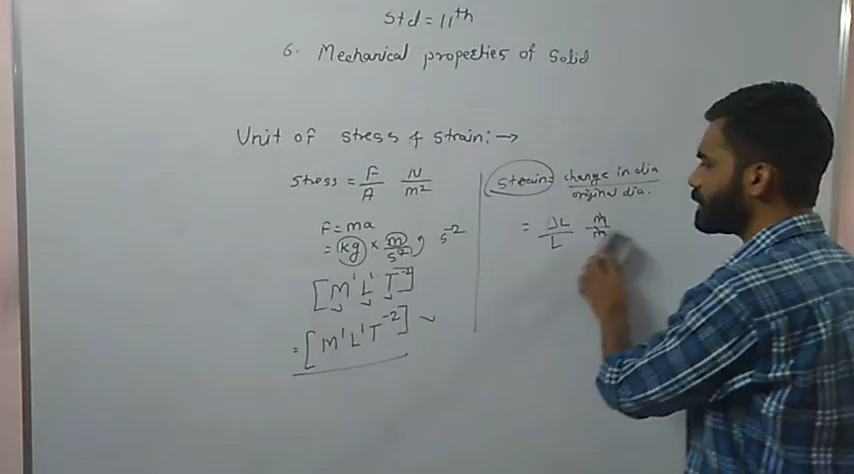 Std = 11th
6. Mechanical properties of Solid
Unit of stress & strain:→
Stress = F/A N/m²
F = ma
= kg × m/s² s⁻²
[M¹ L¹ T⁻²]
= [M¹ L¹ T⁻²]
Strain = change in dia / original dia.
= ΔL/L m/m